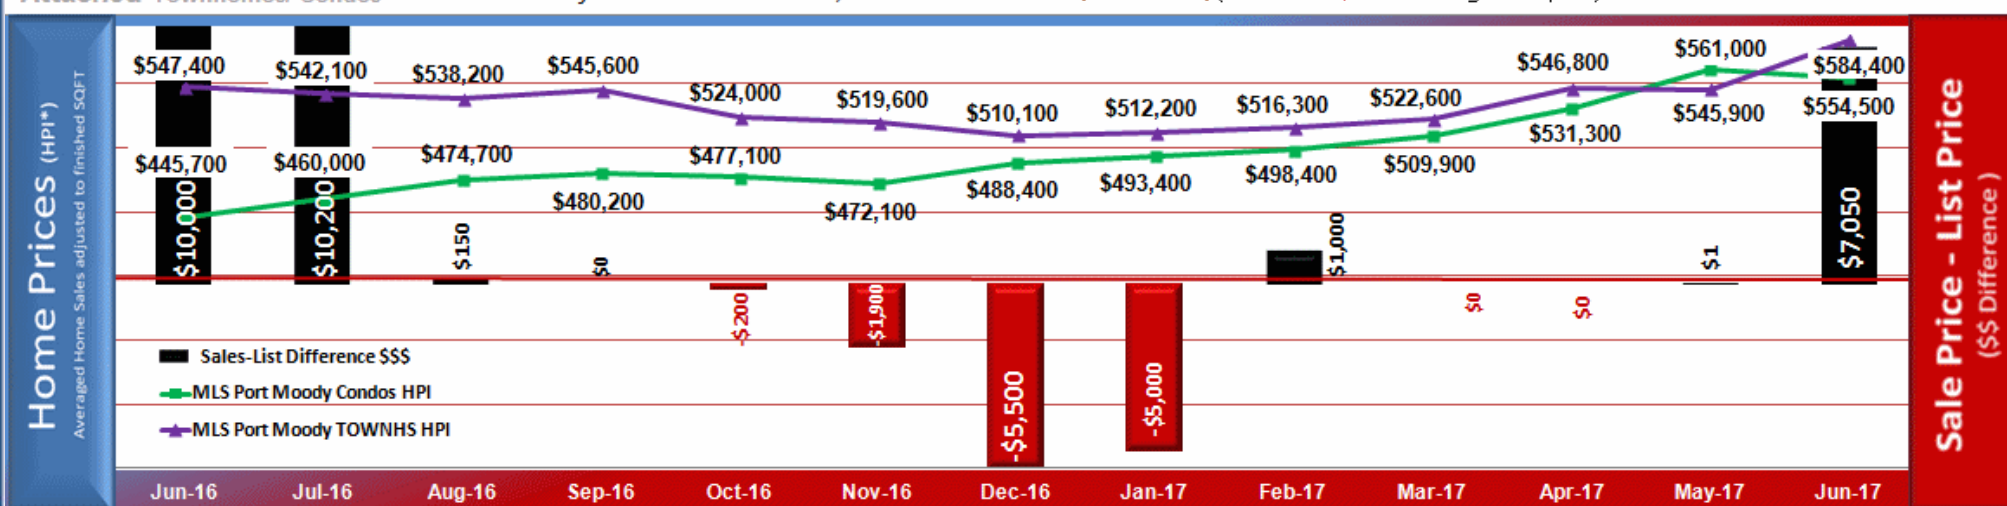 Home Prices (HPI*)
Averaged Home Sales adjusted to finished SQFT
$547,400 $542,100 $538,200 $545,600 $524,000 $519,600 $510,100 $512,200 $516,300 $522,600 $546,800 $561,000 $584,400
$445,700 $460,000 $474,700 $480,200 $477,100 $472,100 $488,400 $493,400 $498,400 $509,900 $531,300 $545,900 $554,500
$10,000 $10,200 $150 $0 -$200 -$1,900 -$5,500 -$5,000 $1,000 $0 $0 $1 $7,050
Sales-List Difference $$$
MLS Port Moody Condos HPI
MLS Port Moody TOWNHS HPI
Jun-16 Jul-16 Aug-16 Sep-16 Oct-16 Nov-16 Dec-16 Jan-17 Feb-17 Mar-17 Apr-17 May-17 Jun-17
Sale Price - List Price
($$ Difference )